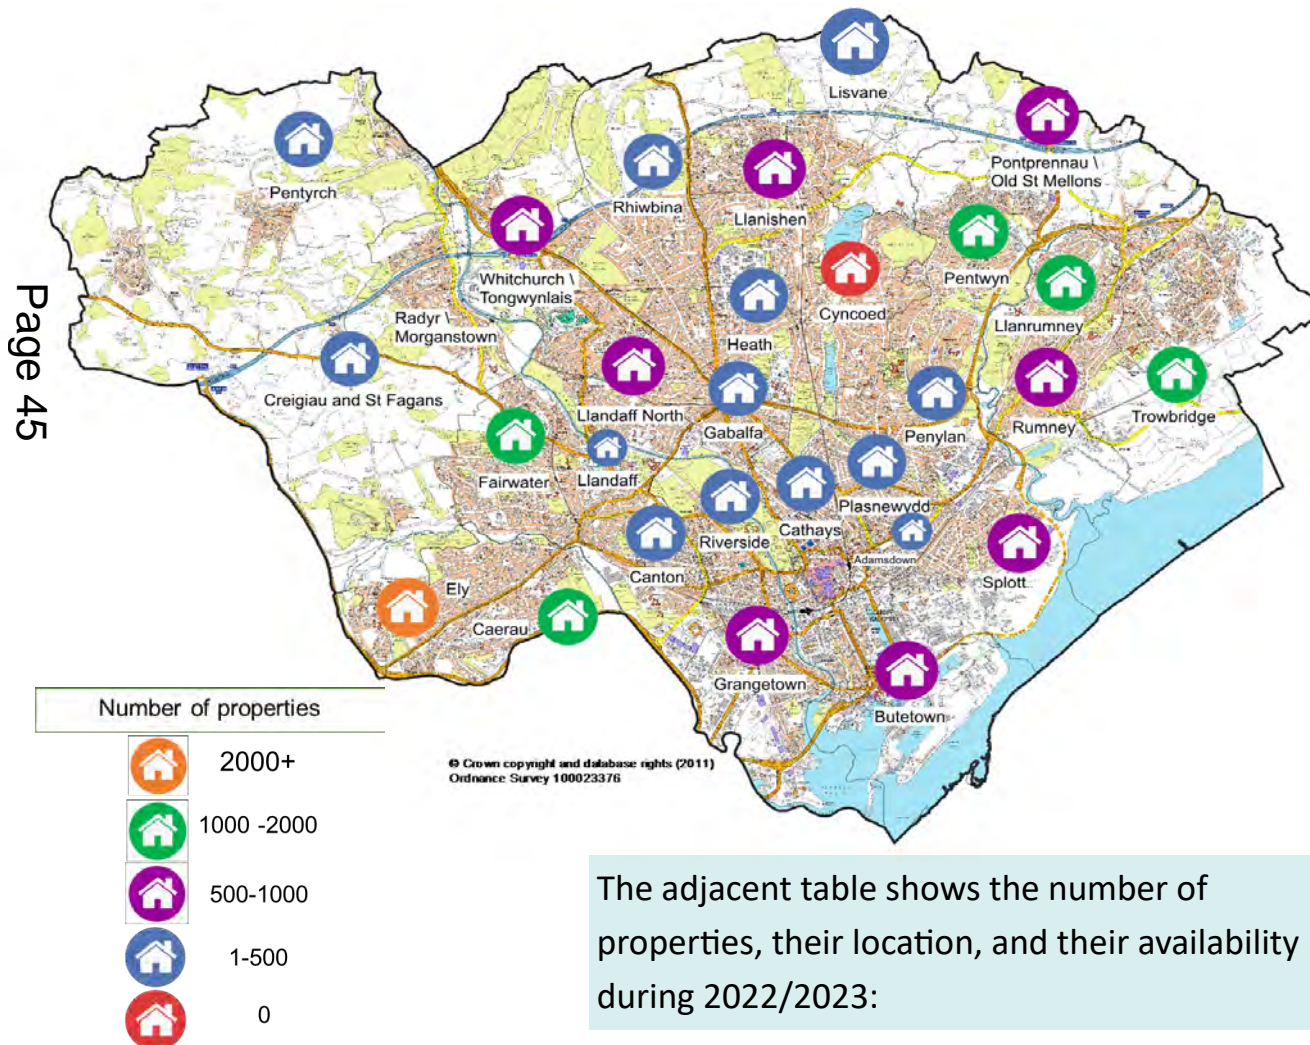 Page 45
Lisvane
Pentyrch
Rhiwbina
Llanishen
Pontprennau \
Old St Mellons
Whitchurch \
Tongwynlais
Radyr \
Morganstown
Heath
Cyncoed
Pentwyn
Llanrumney
Creigiau and St Fagans
Llandaff North
Gabalfa
Penylan
Rumney
Trowbridge
Fairwater
Llandaff
Riverside
Cathays
Plasnewydd
Canton
Adamsdown
Splott
Ely
Caerau
Grangetown
Butetown
© Crown copyright and database rights (2011)
Ordnance Survey 100023376
Number of properties
2000+
1000 -2000
500-1000
1-500
0
The adjacent table shows the number of
properties, their location, and their availability
during 2022/2023: